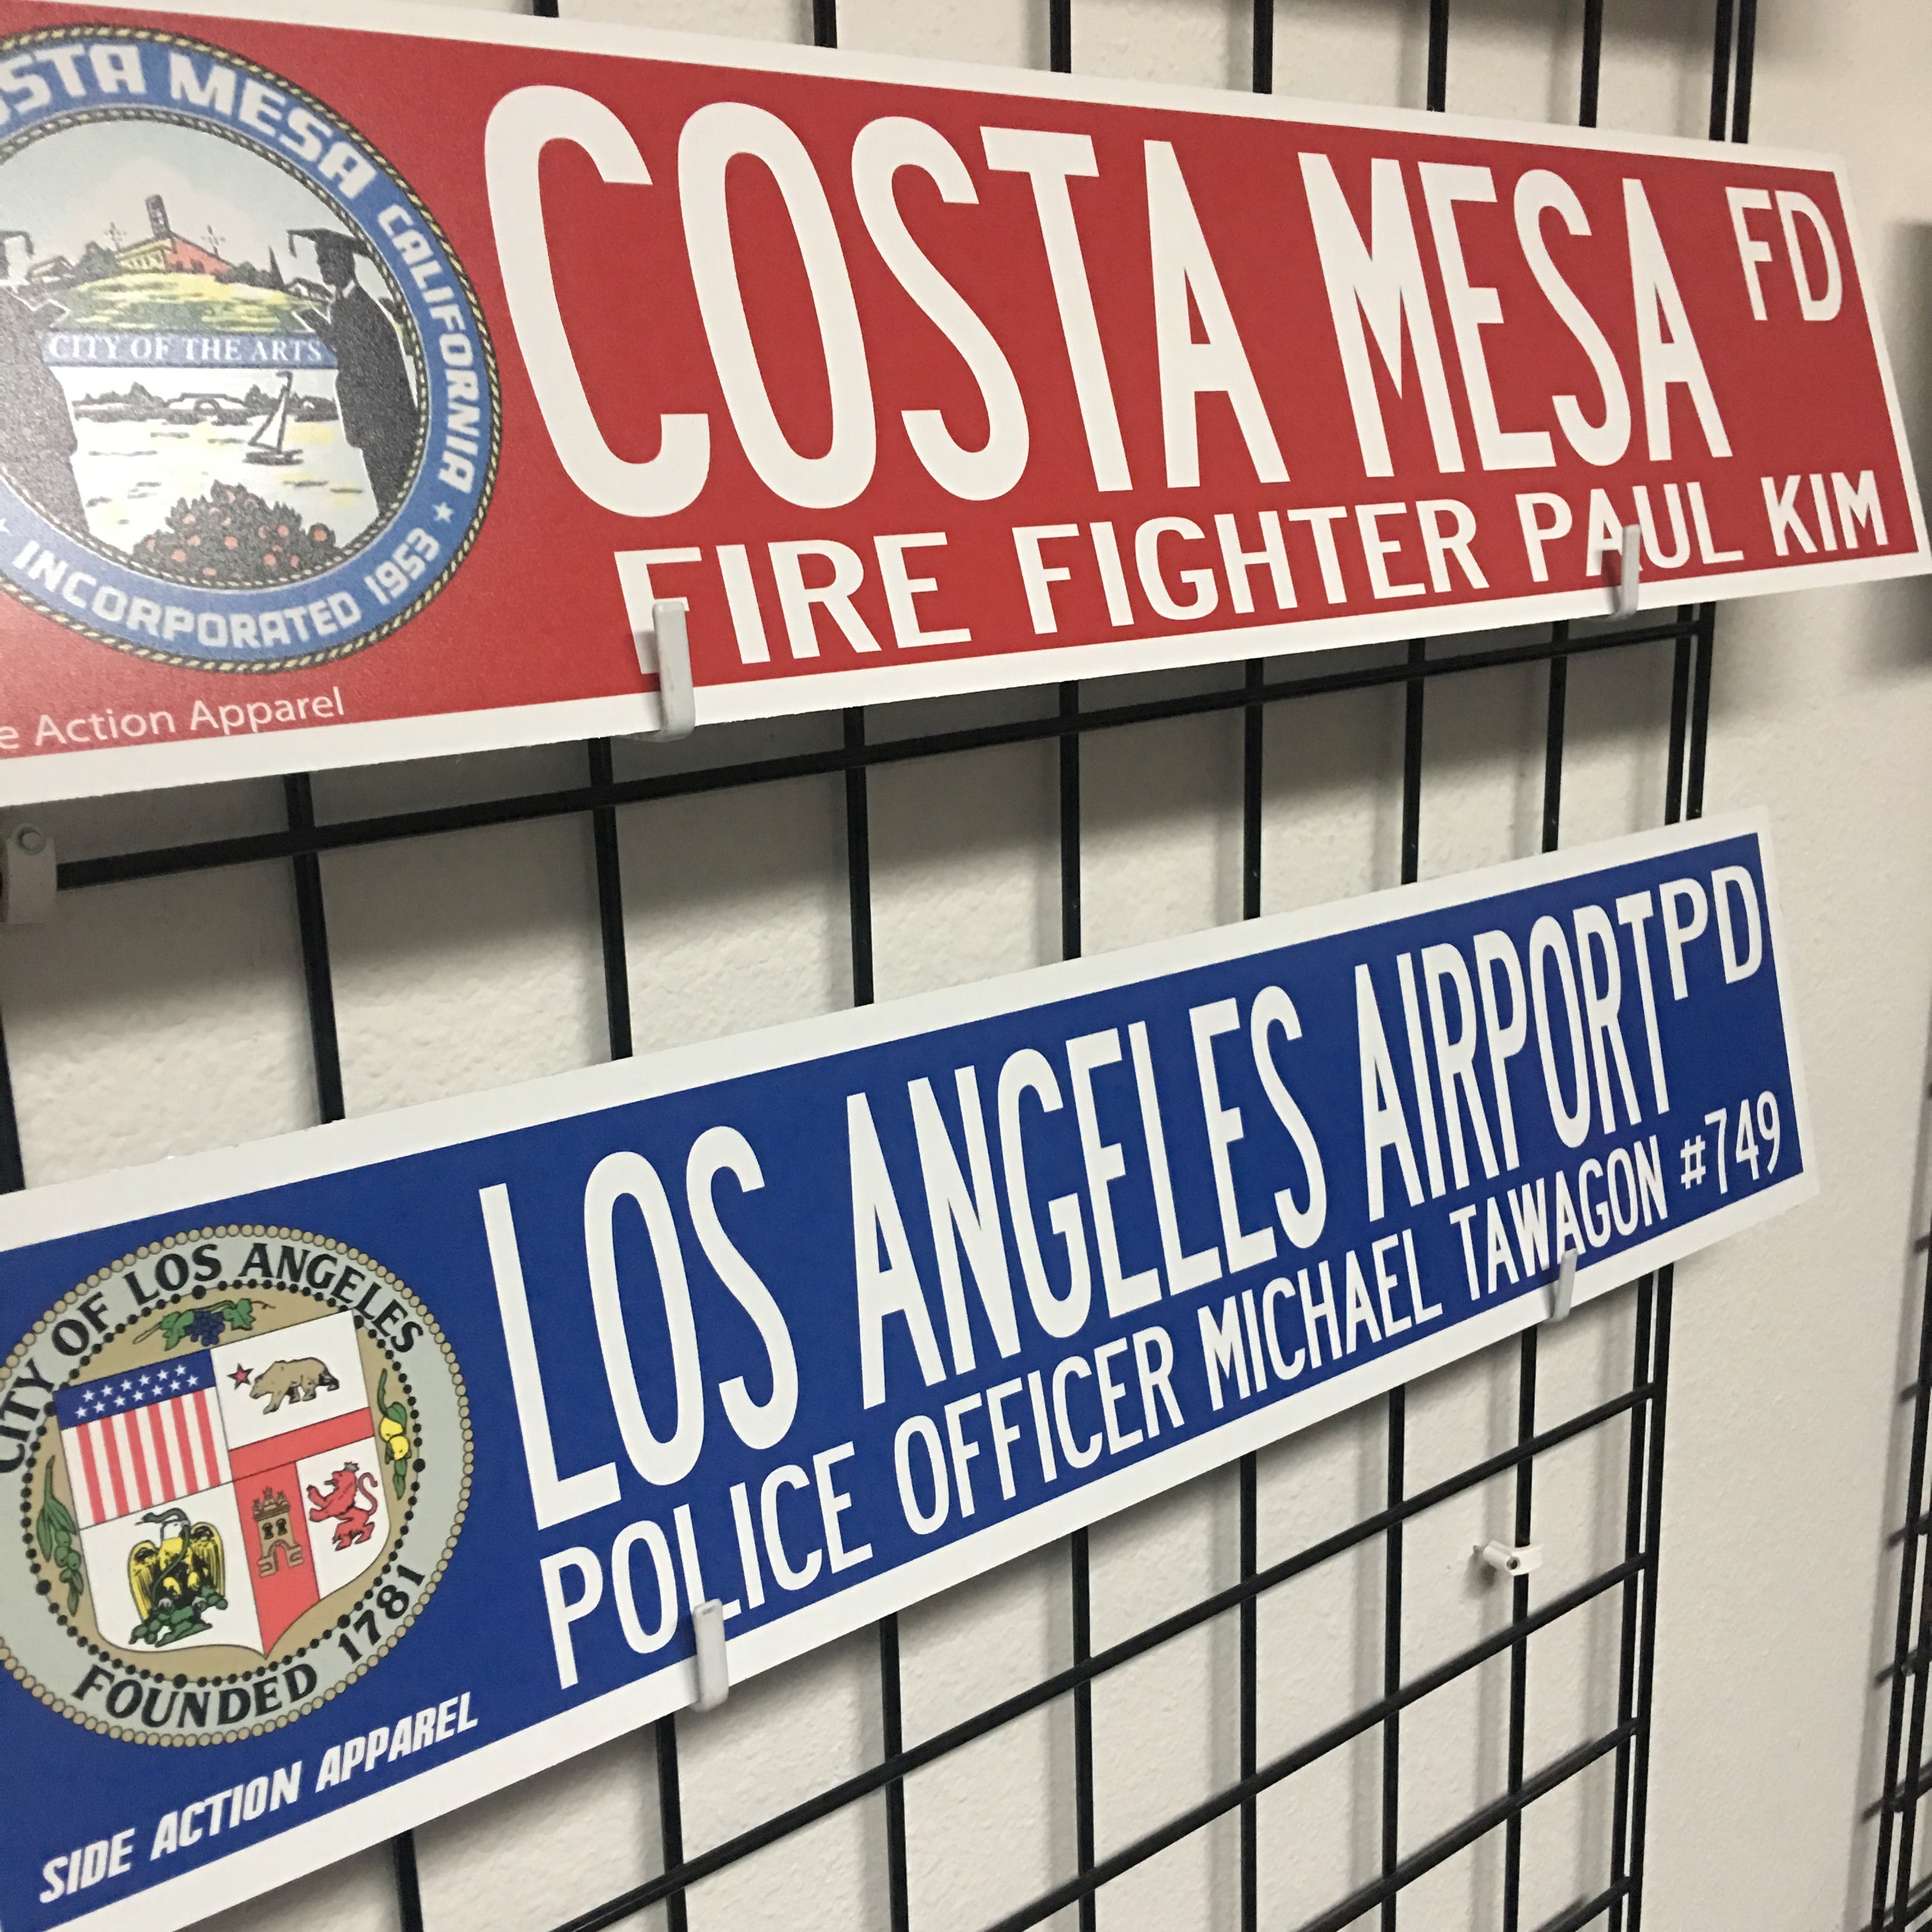 OSTA MESA CALIFORNIA
CITY OF THE ARTS
INCORPORATED 1953
COSTA MESA FD
FIRE FIGHTER PAUL KIM
e Action Apparel
LOS ANGELES AIRPORT PD
POLICE OFFICER MICHAEL TAWAGON #749
CITY OF LOS ANGELES
FOUNDED 1781
SIDE ACTION APPAREL